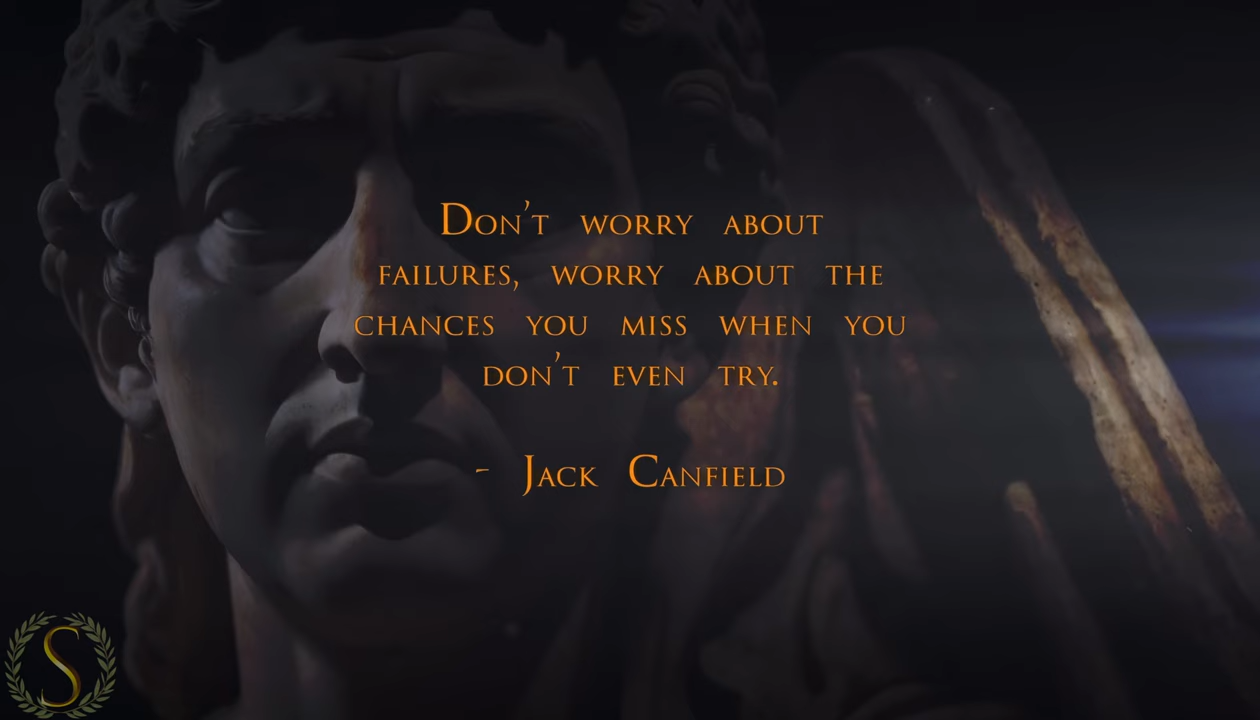 Don't worry about
failures, worry about the
chances you miss when you
don't even try.
- Jack Canfield
S